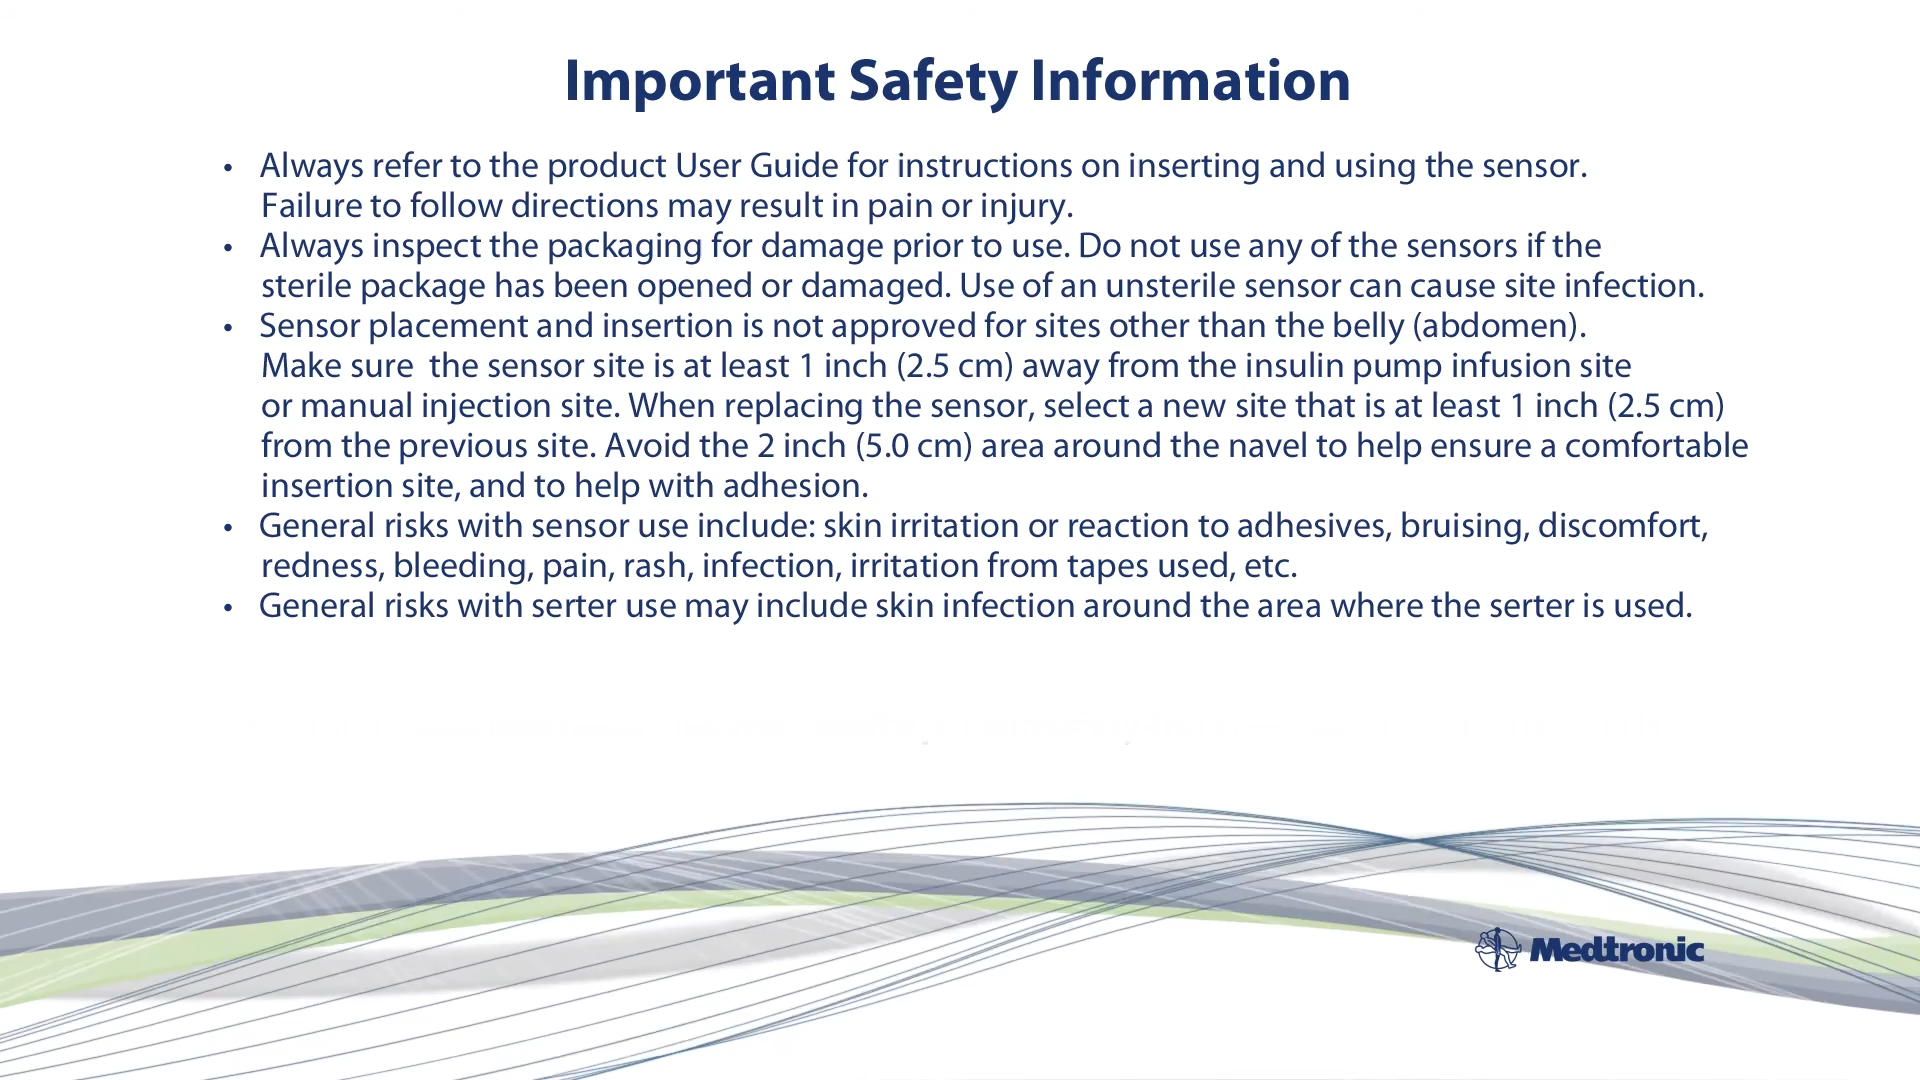 Important Safety Information
• Always refer to the product User Guide for instructions on inserting and using the sensor.
Failure to follow directions may result in pain or injury.
• Always inspect the packaging for damage prior to use. Do not use any of the sensors if the
sterile package has been opened or damaged. Use of an unsterile sensor can cause site infection.
• Sensor placement and insertion is not approved for sites other than the belly (abdomen).
Make sure  the sensor site is at least 1 inch (2.5 cm) away from the insulin pump infusion site
or manual injection site. When replacing the sensor, select a new site that is at least 1 inch (2.5 cm)
from the previous site. Avoid the 2 inch (5.0 cm) area around the navel to help ensure a comfortable
insertion site, and to help with adhesion.
• General risks with sensor use include: skin irritation or reaction to adhesives, bruising, discomfort,
redness, bleeding, pain, rash, infection, irritation from tapes used, etc.
• General risks with serter use may include skin infection around the area where the serter is used.
Medtronic